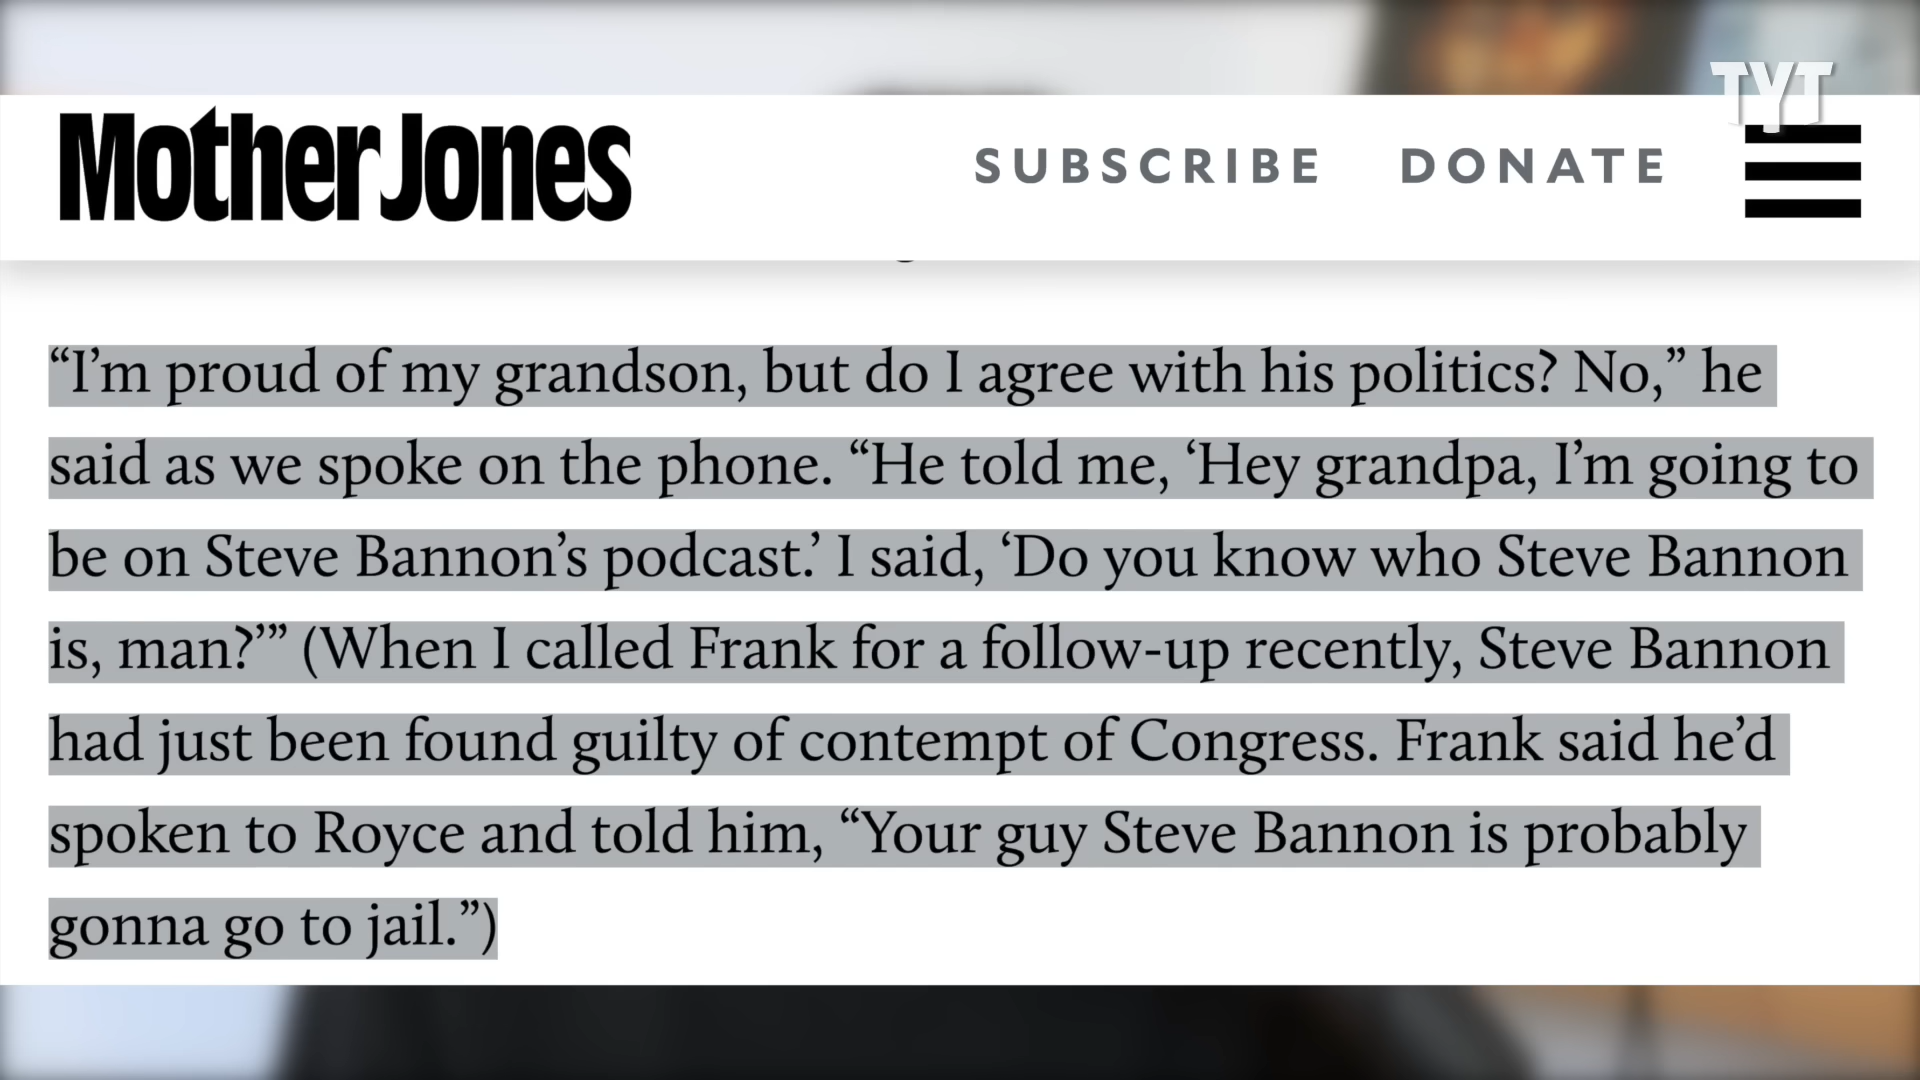 TYT
Mother Jones
SUBSCRIBE DONATE
“I’m proud of my grandson, but do I agree with his politics? No,” he
said as we spoke on the phone. “He told me, ‘Hey grandpa, I’m going to
be on Steve Bannon’s podcast.’ I said, ‘Do you know who Steve Bannon
is, man?’” (When I called Frank for a follow-up recently, Steve Bannon
had just been found guilty of contempt of Congress. Frank said he’d
spoken to Royce and told him, “Your guy Steve Bannon is probably
gonna go to jail.”)